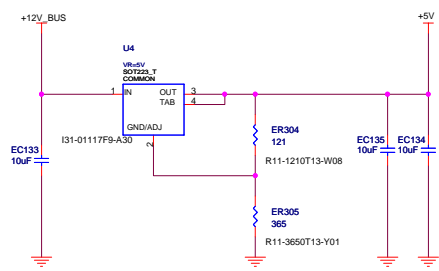 +12V_BUS
+5V
U4
VR=5V
SOT223_T
COMMON
1
IN
OUT
3
TAB
4
GND/ADJ
2
I31-01117F9-A30
EC133
10uF
ER304
121
R11-1210T13-W08
EC135
10uF
EC134
10uF
ER305
365
R11-3650T13-Y01